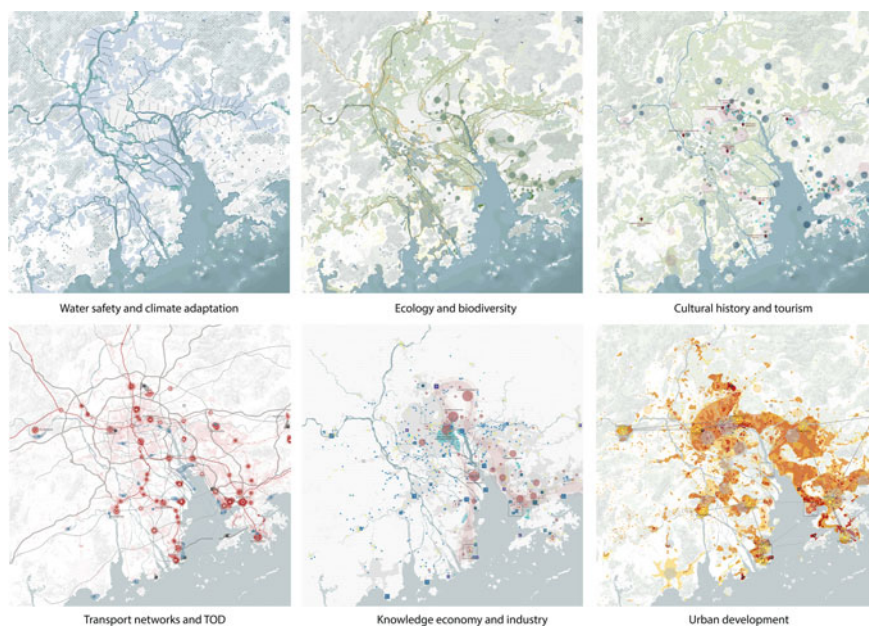 Water safety and climate adaptation
Ecology and biodiversity
Cultural history and tourism
Transport networks and TOD
Knowledge economy and industry
Urban development